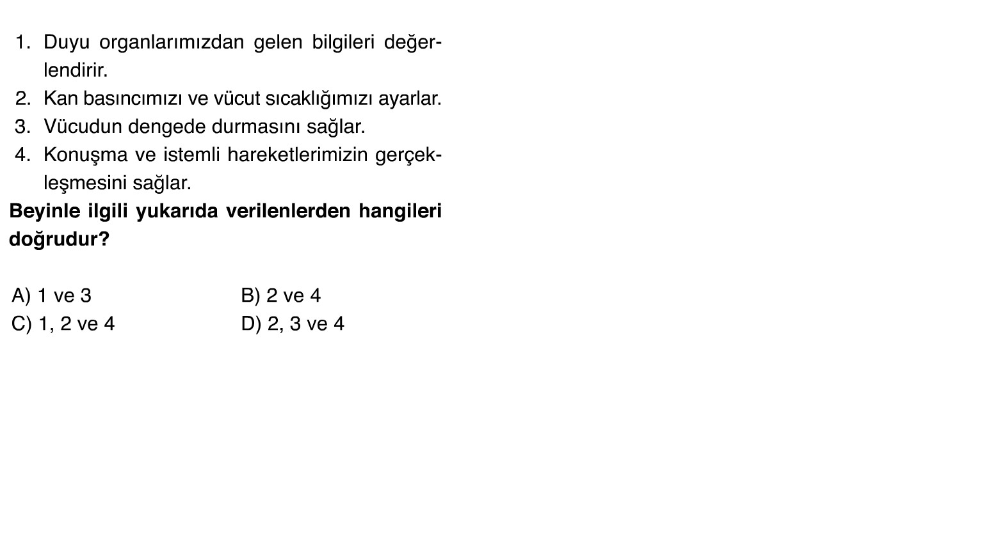 1. Duyu organlarımızdan gelen bilgileri değer-
lendirir.
2. Kan basıncımızı ve vücut sıcaklığımızı ayarlar.
3. Vücudun dengede durmasını sağlar.
4. Konuşma ve istemli hareketlerimizin gerçek-
leşmesini sağlar.
Beyinle ilgili yukarıda verilenlerden hangileri
doğrudur?
A) 1 ve 3 B) 2 ve 4
C) 1, 2 ve 4 D) 2, 3 ve 4